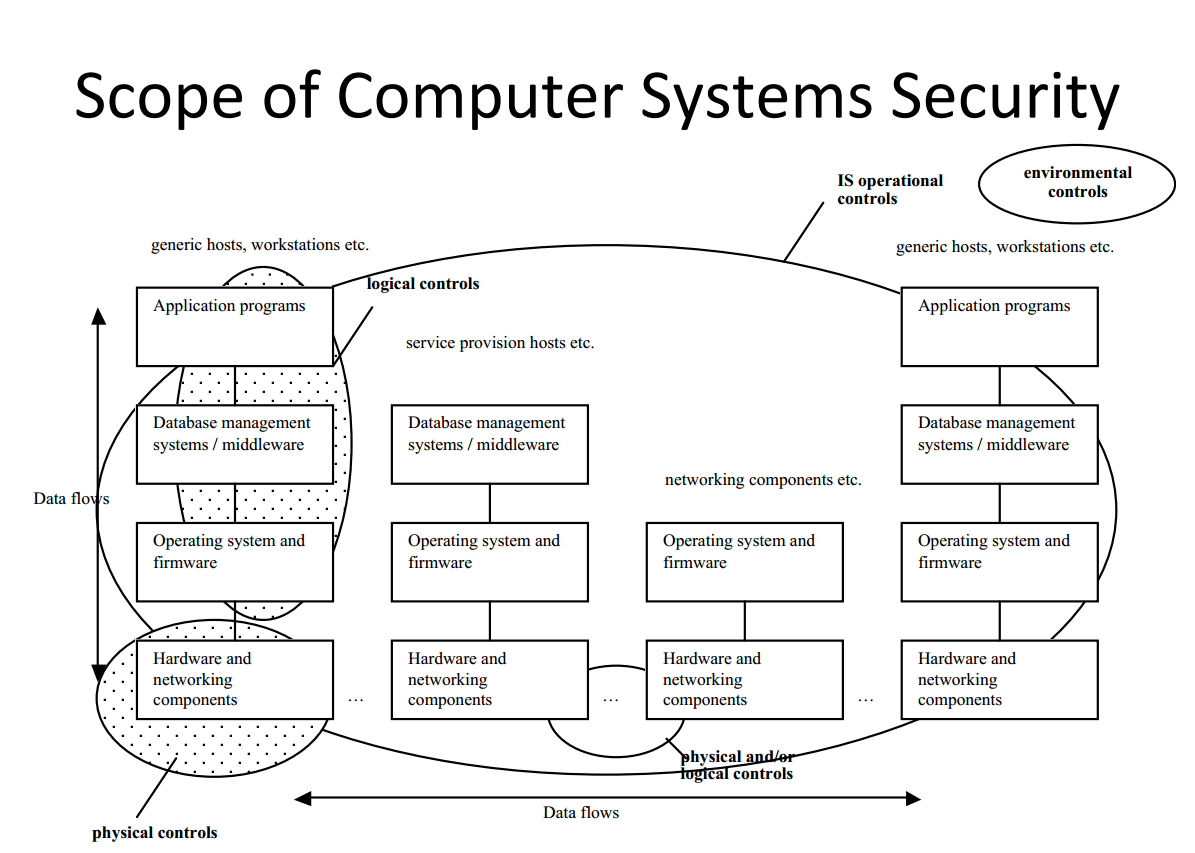 Scope of Computer Systems Security
IS operational
controls
environmental
controls
generic hosts, workstations etc.
generic hosts, workstations etc.
logical controls
service provision hosts etc.
networking components etc.
Application programs
Database management
systems / middleware
Operating system and
firmware
Hardware and
networking
components
...
Database management
systems / middleware
Operating system and
firmware
Hardware and
networking
components
...
Operating system and
firmware
Hardware and
networking
components
...
Application programs
Database management
systems / middleware
Operating system and
firmware
Hardware and
networking
components
Data flows
physical and/or
logical controls
Data flows
physical controls